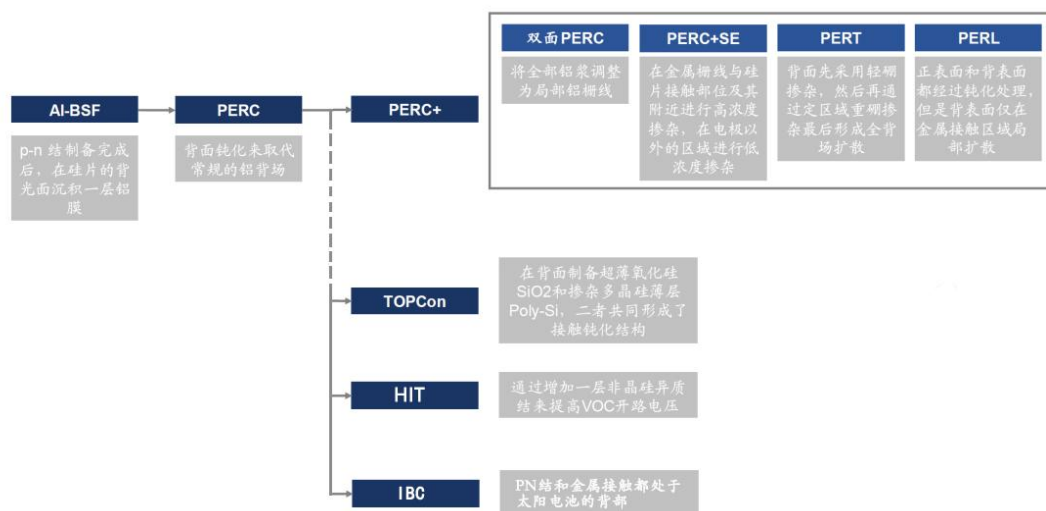 双面PERC
将全部铝浆调整
为局部铝栅线
PERC+SE
在金属栅线与硅
片接触部位及其
附近进行高浓度
掺杂，在电极以
外的区域进行低
浓度掺杂
PERT
背面先采用轻硼
掺杂，然后再通
过定区域重硼掺
杂最后形成全背
场扩散
PERL
正表面和背表面
都经过钝化处理，
但是背表面仅在
金属接触区域局
部扩散
Al-BSF
p-n 结制备完成
后，在硅片的背
光面沉积一层铝
膜
PERC
背面钝化来取代
常规的铝背场
PERC+
TOPCon
在背面制备超薄氧化硅
SiO2和掺杂多晶硅薄层
Poly-Si，二者共同形成了
接触钝化结构
HIT
通过增加一层非晶硅异质
结来提高VOC开路电压
IBC
PN结和金属接触都处于
太阳电池的背部